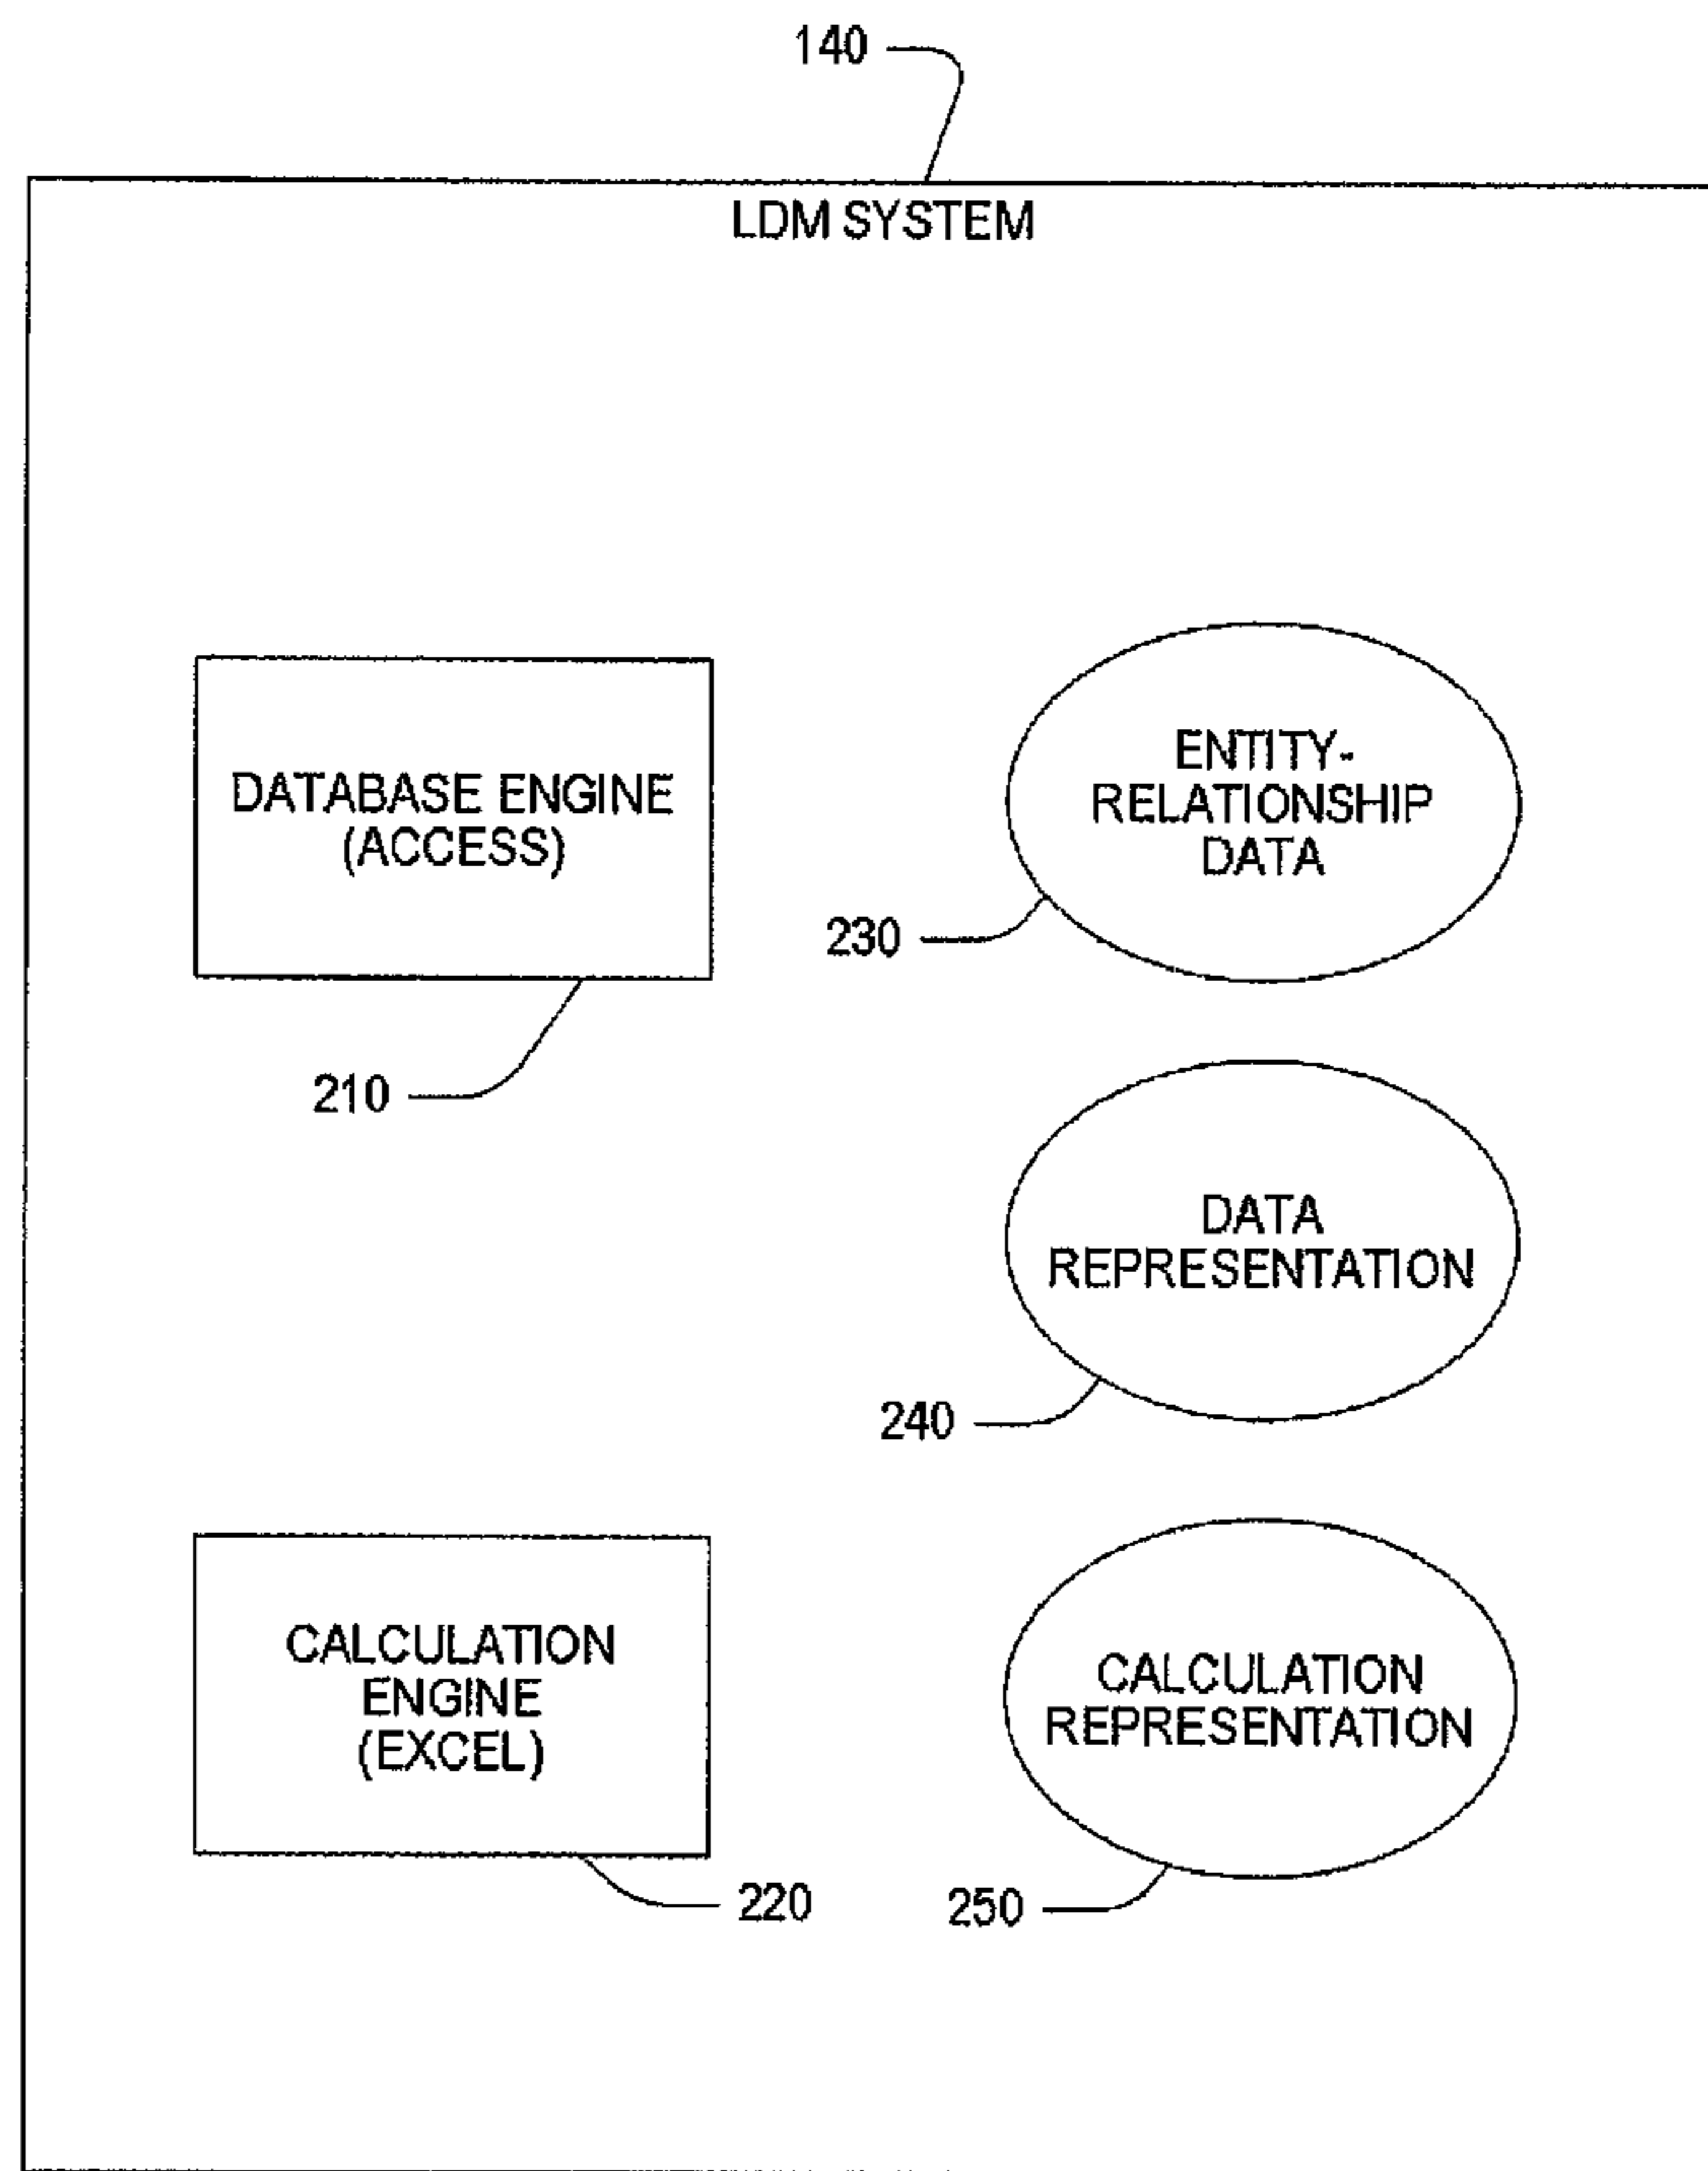 140
LDM SYSTEM
DATABASE ENGINE
(ACCESS)
210
ENTITY-
RELATIONSHIP
DATA
230
DATA
REPRESENTATION
240
CALCULATION
ENGINE
(EXCEL)
220
CALCULATION
REPRESENTATION
250